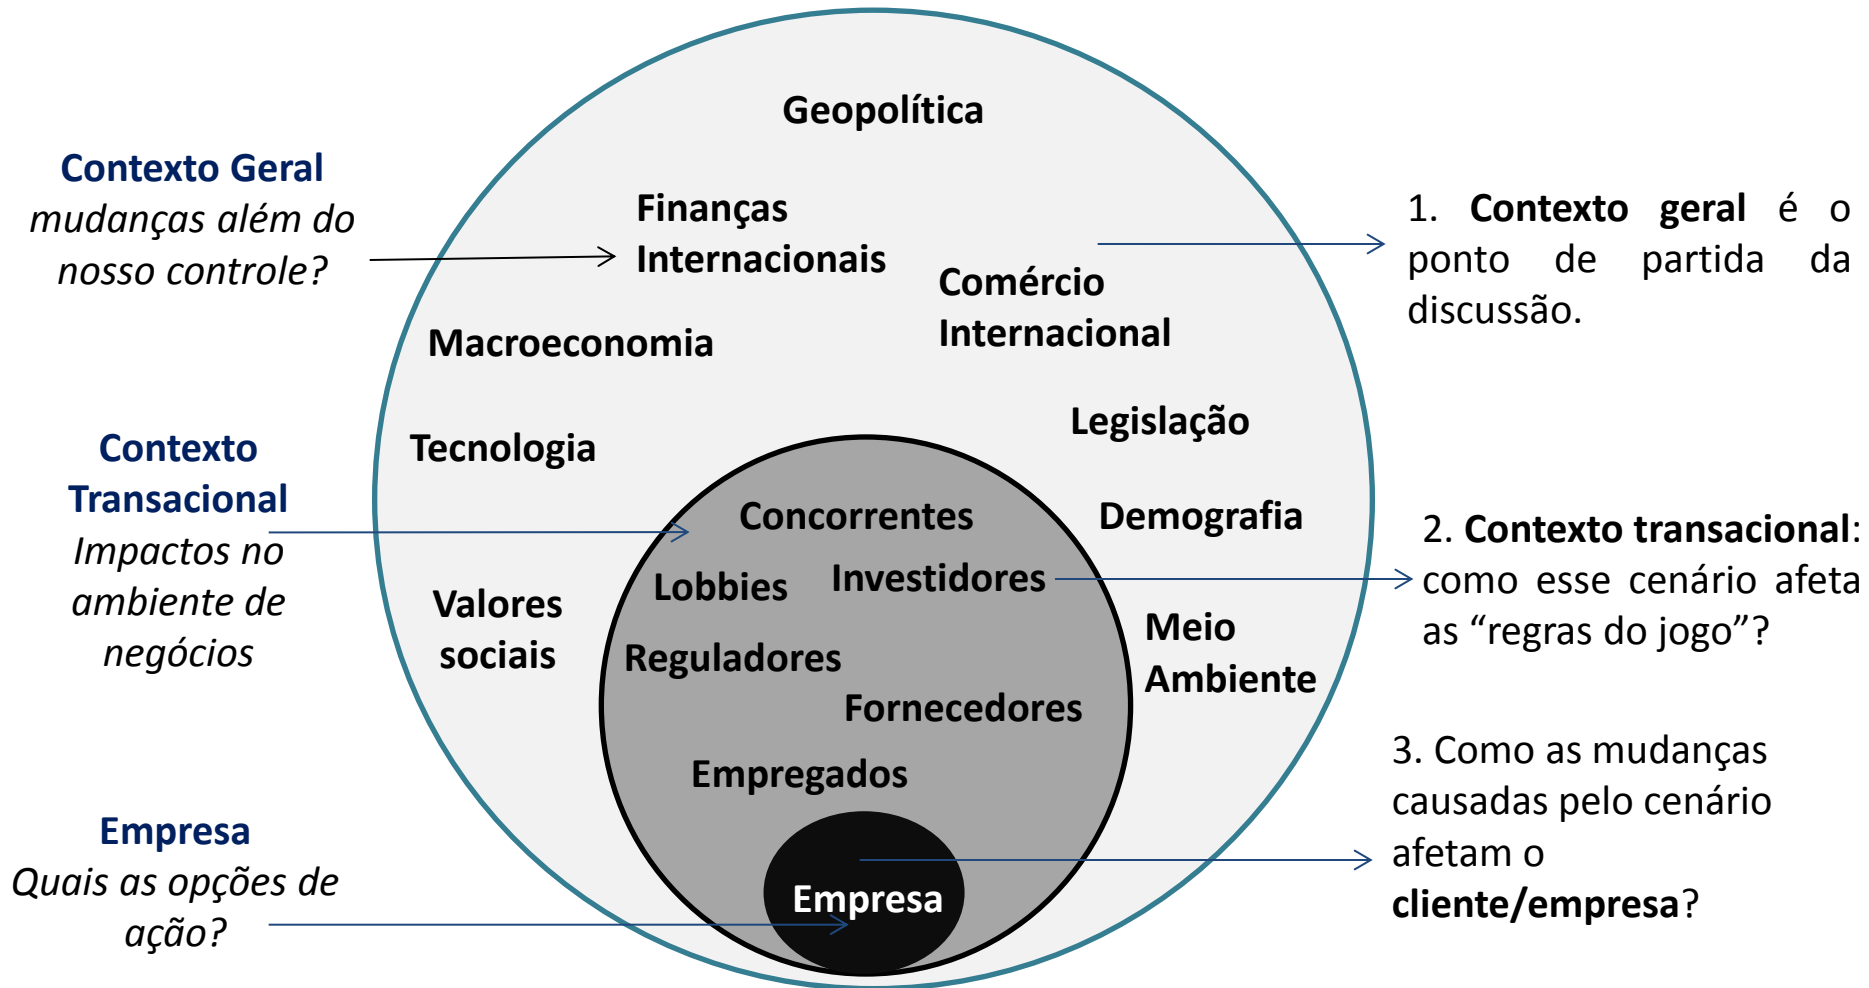 Contexto Geral
mudanças além do
nosso controle?
Contexto
Transacional
Impactos no
ambiente de
negócios
Empresa
Quais as opções de
ação?
Geopolítica
Finanças
Internacionais
Comércio
Internacional
Macroeconomia
Legislação
Tecnologia
Demografia
Valores
sociais
Meio
Ambiente
Concorrentes
Lobbies
Investidores
Reguladores
Fornecedores
Empregados
Empresa
1. Contexto geral é o
ponto de partida da
discussão.
2. Contexto transacional:
como esse cenário afeta
as “regras do jogo”?
3. Como as mudanças
causadas pelo cenário
afetam o
cliente/empresa?